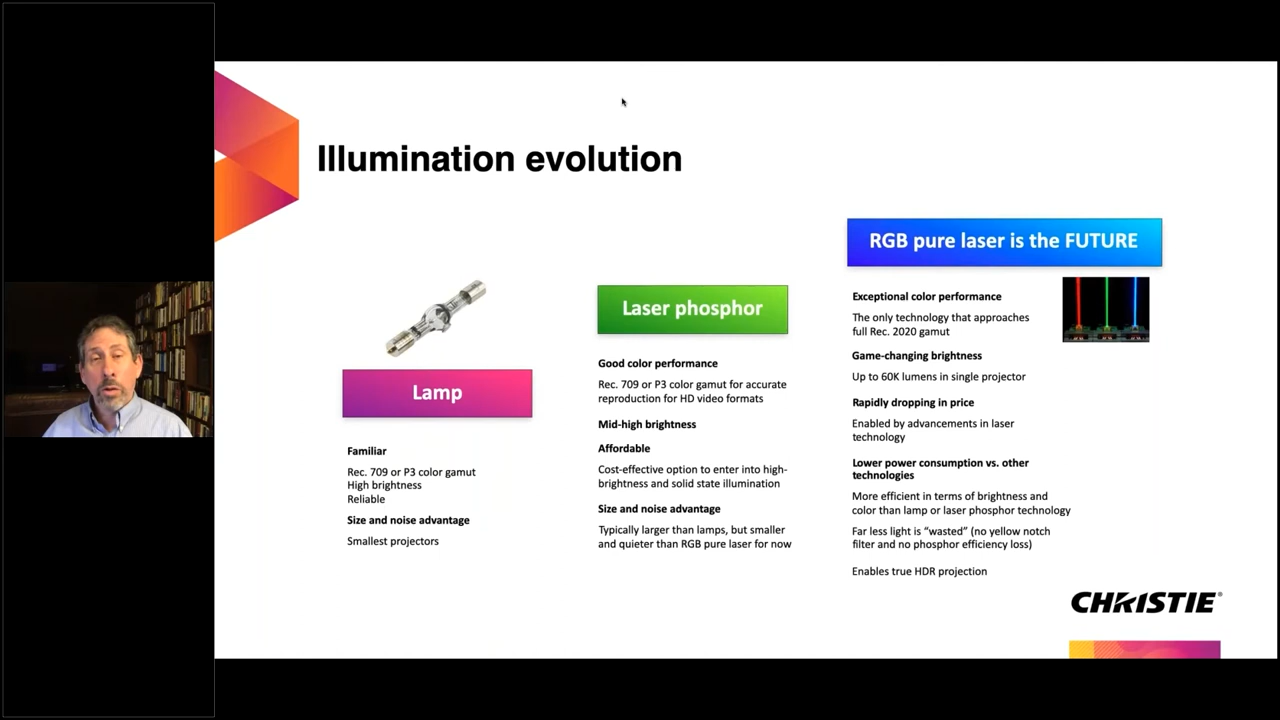 Illumination evolution
Lamp
Familiar
Rec. 709 or P3 color gamut
High brightness
Reliable
Size and noise advantage
Smallest projectors
Laser phosphor
Good color performance
Rec. 709 or P3 color gamut for accurate
reproduction for HD video formats
Mid-high brightness
Affordable
Cost-effective option to enter into high-
brightness and solid state illumination
Size and noise advantage
Typically larger than lamps, but smaller
and quieter than RGB pure laser for now
RGB pure laser is the FUTURE
Exceptional color performance
The only technology that approaches
full Rec. 2020 gamut
Game-changing brightness
Up to 60K lumens in single projector
Rapidly dropping in price
Enabled by advancements in laser
technology
Lower power consumption vs. other
technologies
More efficient in terms of brightness and
color than lamp or laser phosphor technology
Far less light is “wasted” (no yellow notch
filter and no phosphor efficiency loss)
Enables true HDR projection
CHRISTIE®